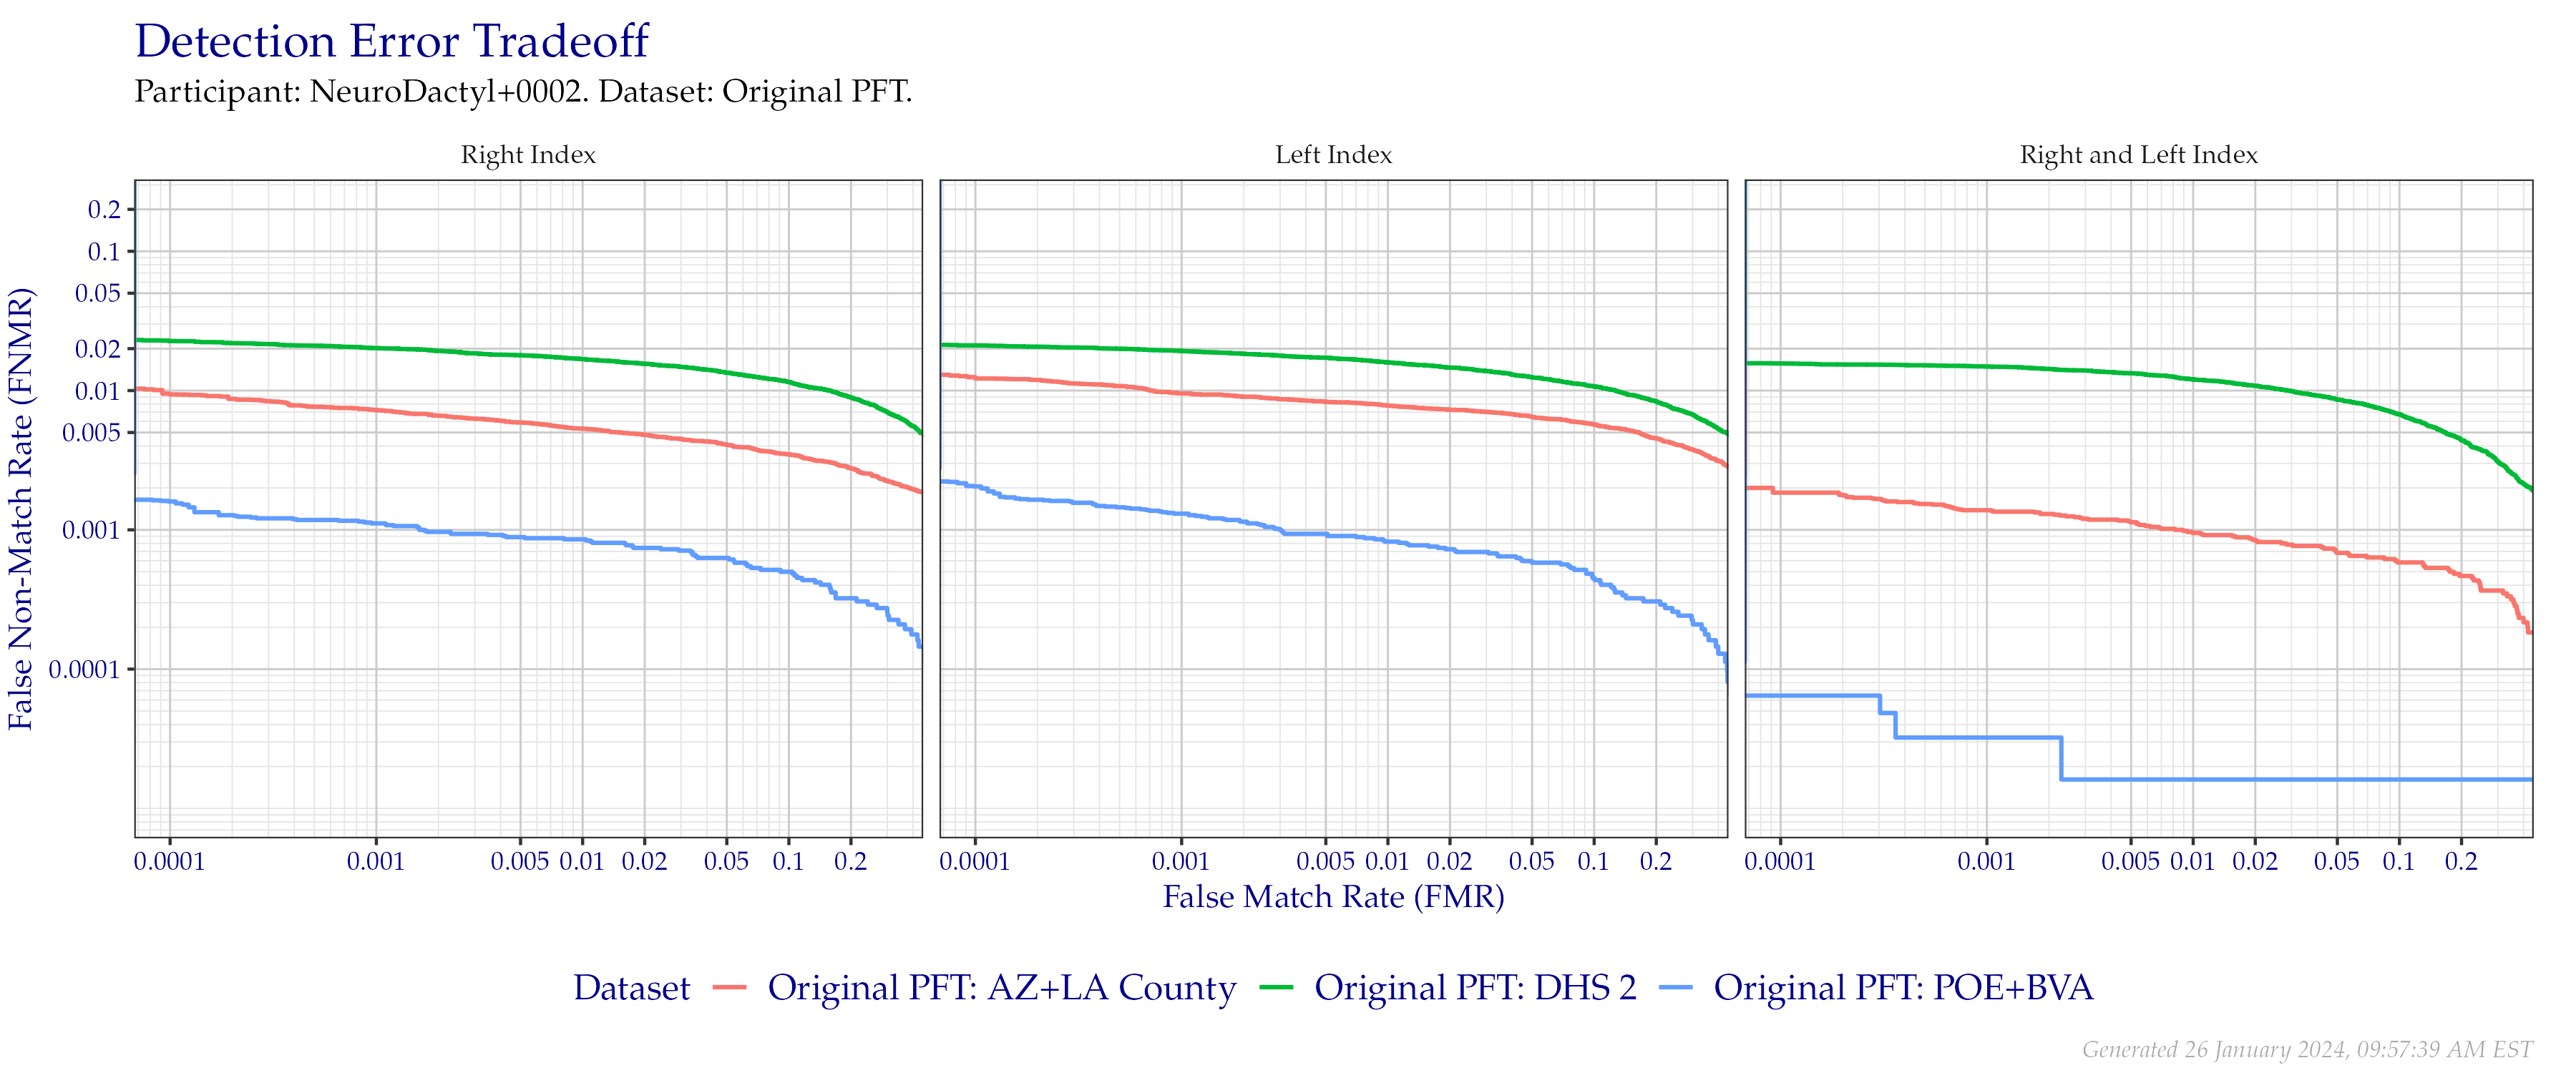 Detection Error Tradeoff
Participant: NeuroDactyl+0002. Dataset: Original PFT.
Right Index Left Index Right and Left Index
False Non-Match Rate (FNMR)
0.2
0.1
0.05
0.02
0.01
0.005
0.001
0.0001
0.0001 0.001 0.005 0.01 0.02 0.05 0.1 0.2 0.0001 0.001 0.005 0.01 0.02 0.05 0.1 0.2 0.0001 0.001 0.005 0.01 0.02 0.05 0.1 0.2
False Match Rate (FMR)
Dataset Original PFT: AZ+LA County Original PFT: DHS 2 Original PFT: POE+BVA
Generated 26 January 2024, 09:57:39 AM EST